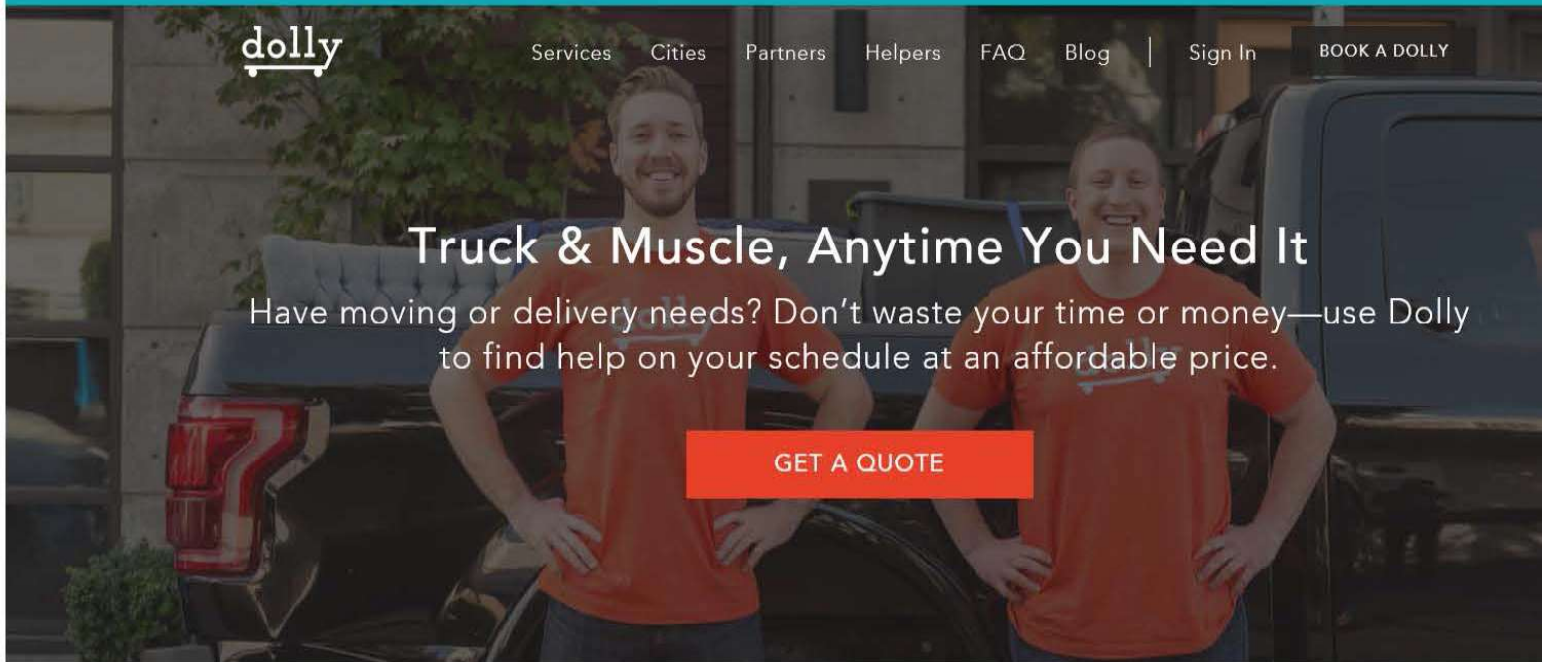 dolly
Services Cities Partners Helpers FAQ Blog | Sign In BOOK A DOLLY
Truck & Muscle, Anytime You Need It
Have moving or delivery needs? Don't waste your time or money—use Dolly
to find help on your schedule at an affordable price.
GET A QUOTE
dolly
dolly